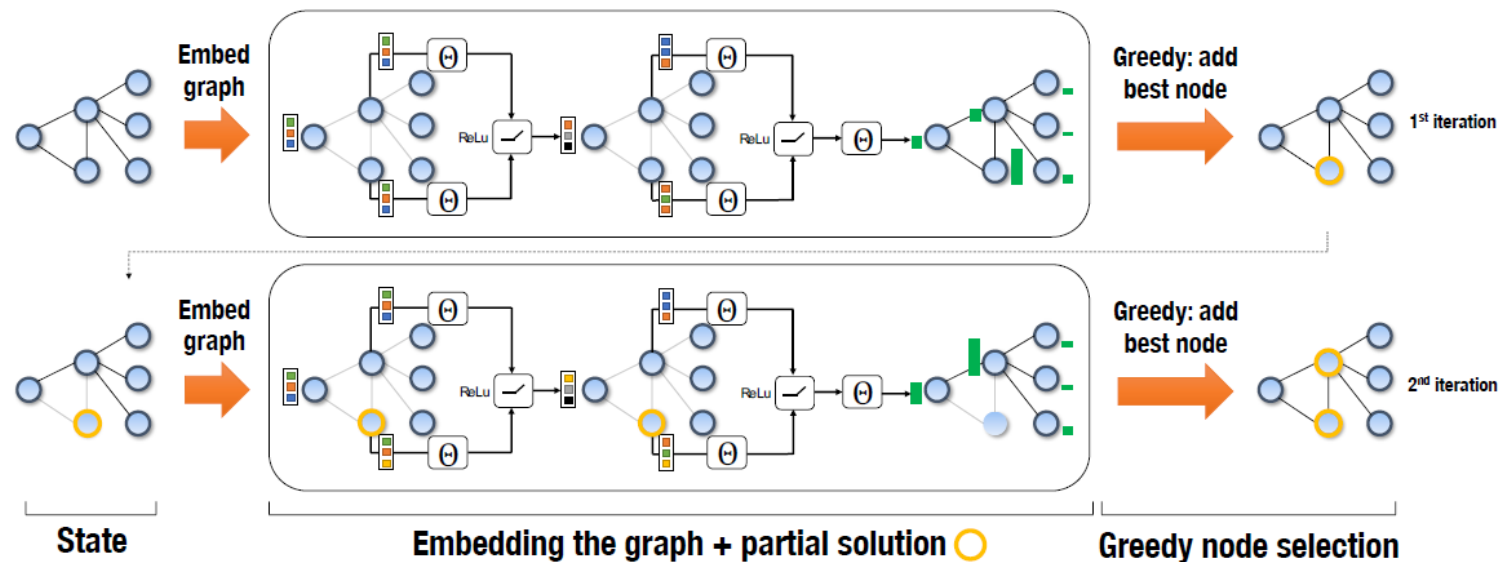 Embed
graph
Θ
Θ
ReLu
Θ
Θ
ReLu
Θ
Greedy: add
best node
1st iteration
Embed
graph
Θ
Θ
ReLu
Θ
Θ
ReLu
Θ
Greedy: add
best node
2nd iteration
State
Embedding the graph + partial solution
Greedy node selection